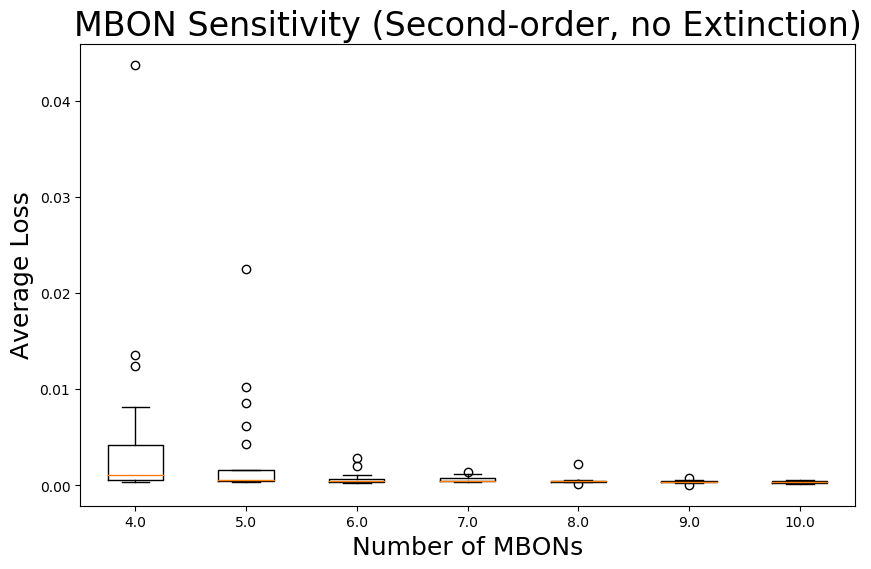 MBON Sensitivity (Second-order, no Extinction)
Average Loss
0.04
0.03
0.02
0.01
0.00
4.0 5.0 6.0 7.0 8.0 9.0 10.0
Number of MBONs